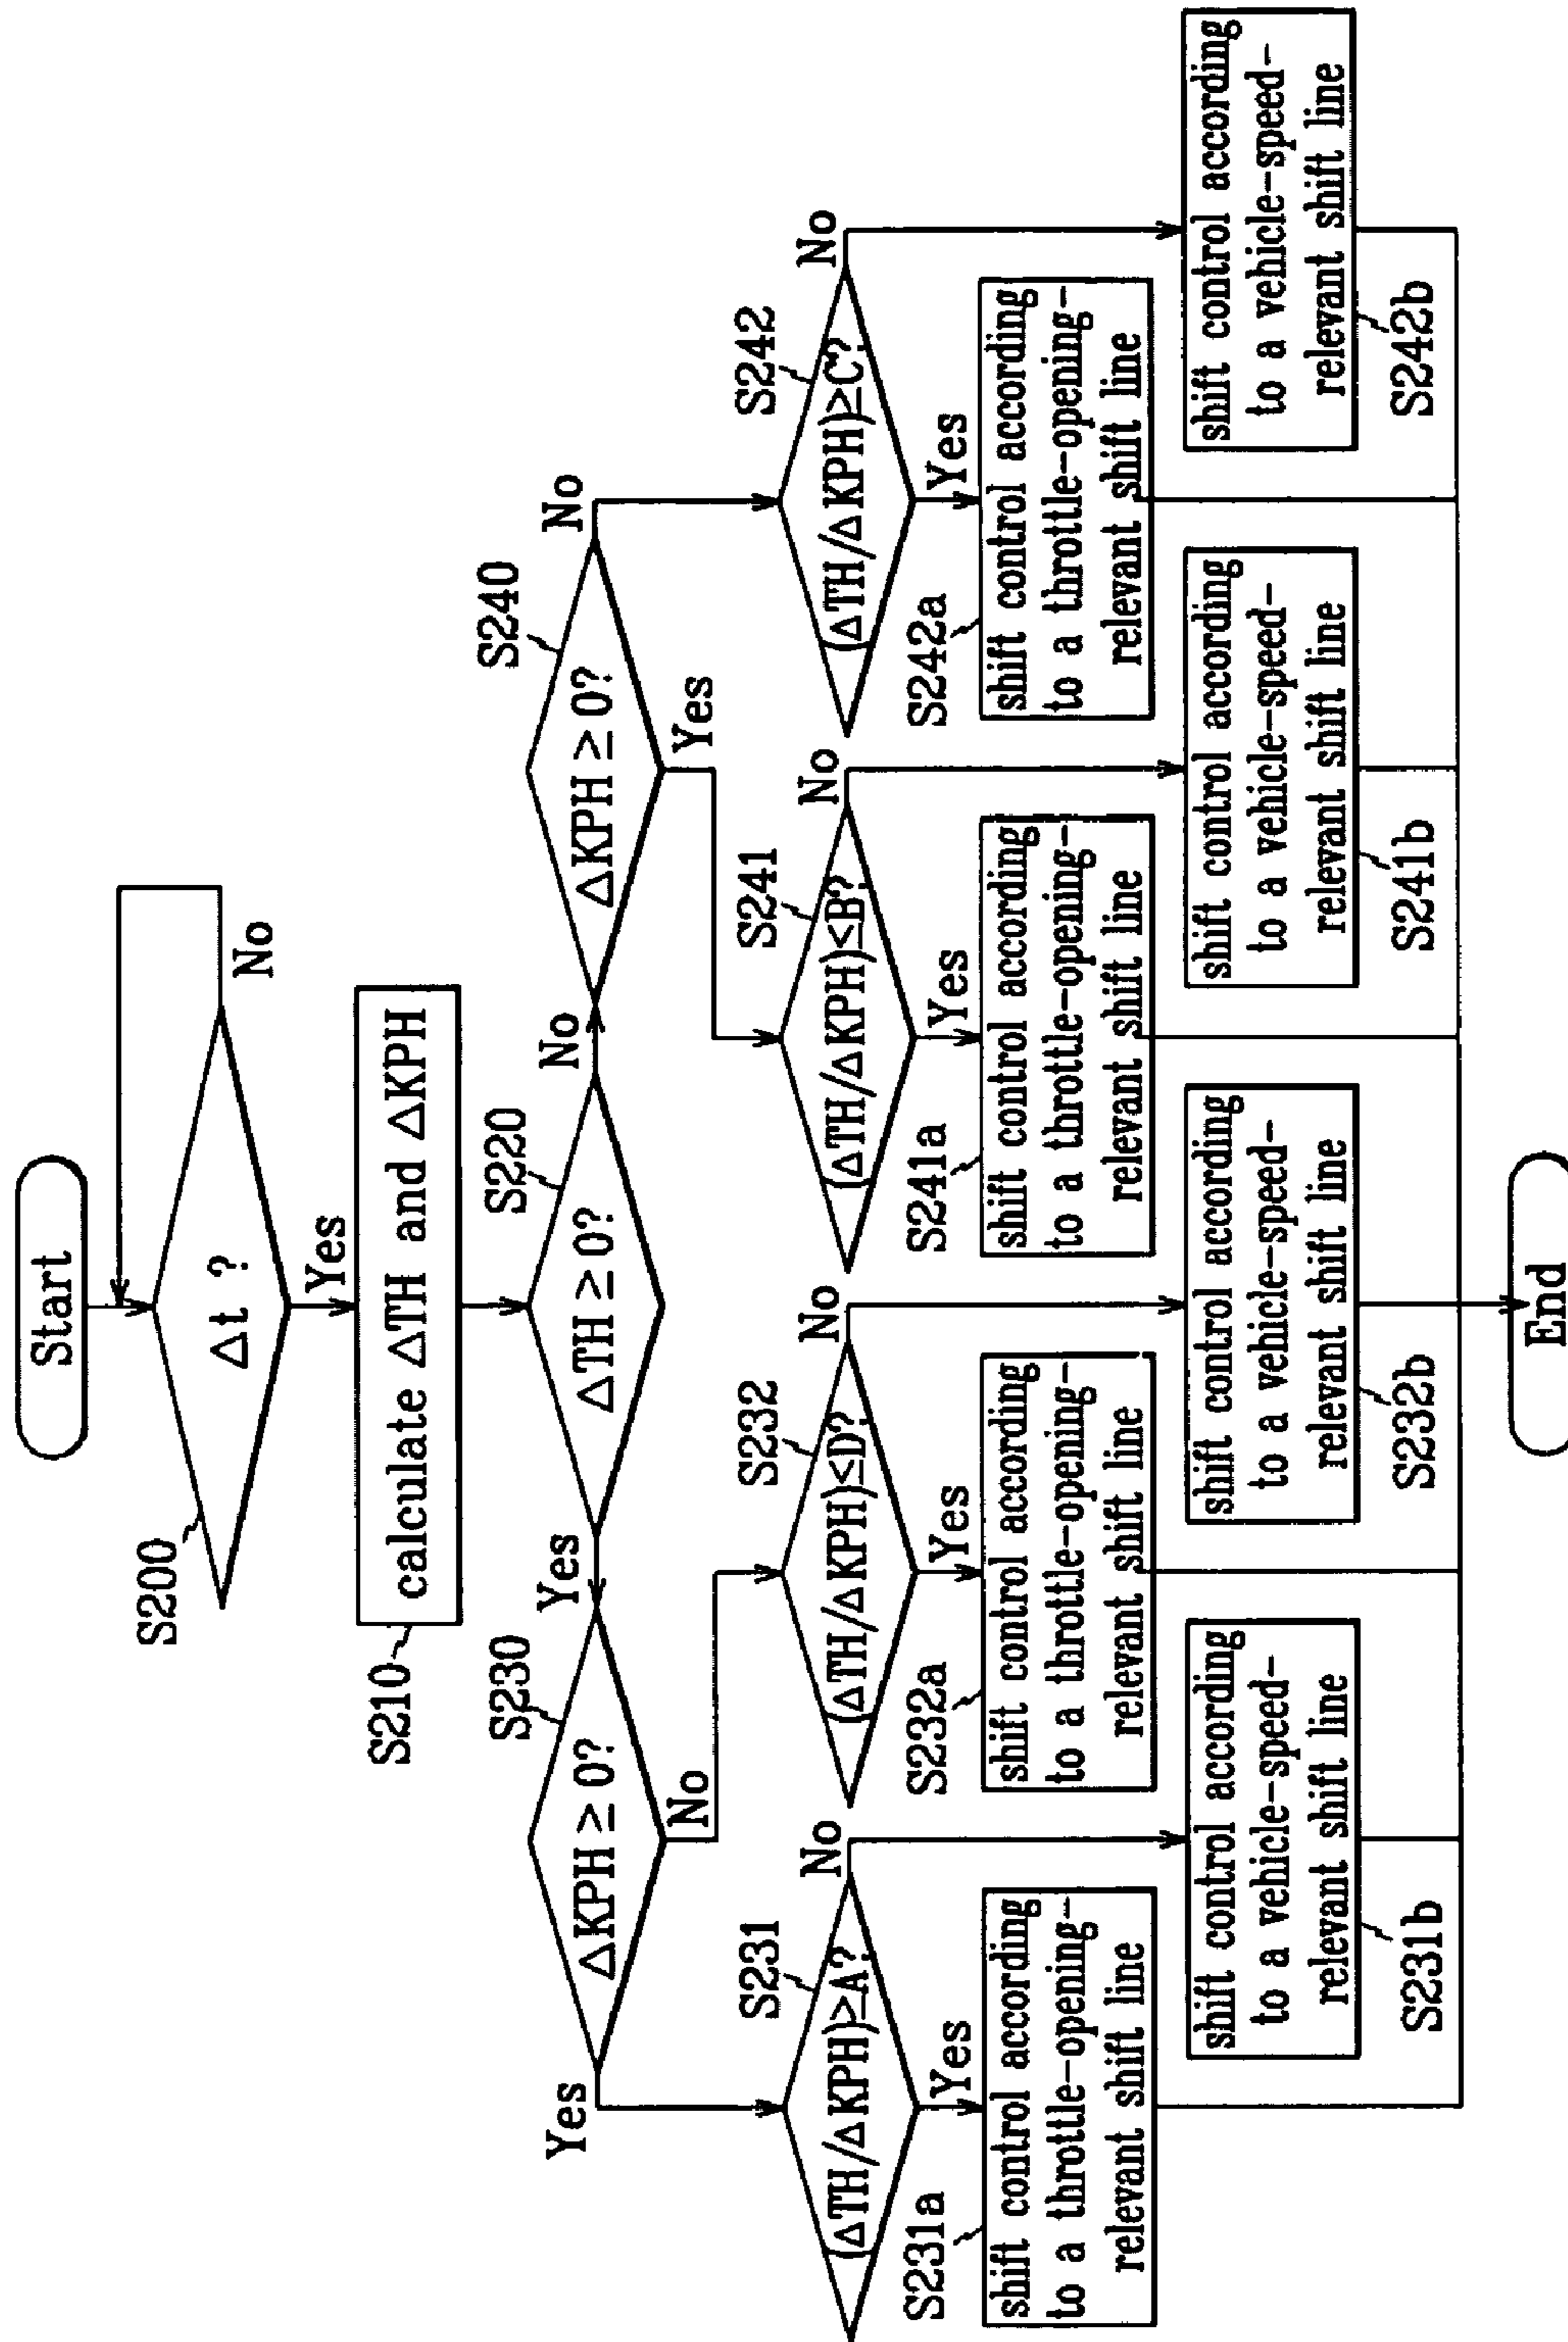 Start
Δt ?
S200
No
Yes
calculate ΔTH and ΔKPH
S210
ΔTH ≥ 0?
S220
Yes
No
ΔKPH ≥ 0?
S230
Yes
No
ΔKPH ≥ 0?
S240
Yes
No
(ΔTH/ΔKPH)≥A?
S231
Yes
No
(ΔTH/ΔKPH)≤D?
S232
Yes
No
(ΔTH/ΔKPH)≤B?
S241
Yes
No
(ΔTH/ΔKPH)≥C?
S242
Yes
No
S231a
shift control according
to a throttle-opening-
relevant shift line
S232a
shift control according
to a throttle-opening-
relevant shift line
S241a
shift control according
to a throttle-opening-
relevant shift line
S242a
shift control according
to a throttle-opening-
relevant shift line
shift control according
to a vehicle-speed-
relevant shift line
S231b
shift control according
to a vehicle-speed-
relevant shift line
S232b
shift control according
to a vehicle-speed-
relevant shift line
S241b
shift control according
to a vehicle-speed-
relevant shift line
S242b
End